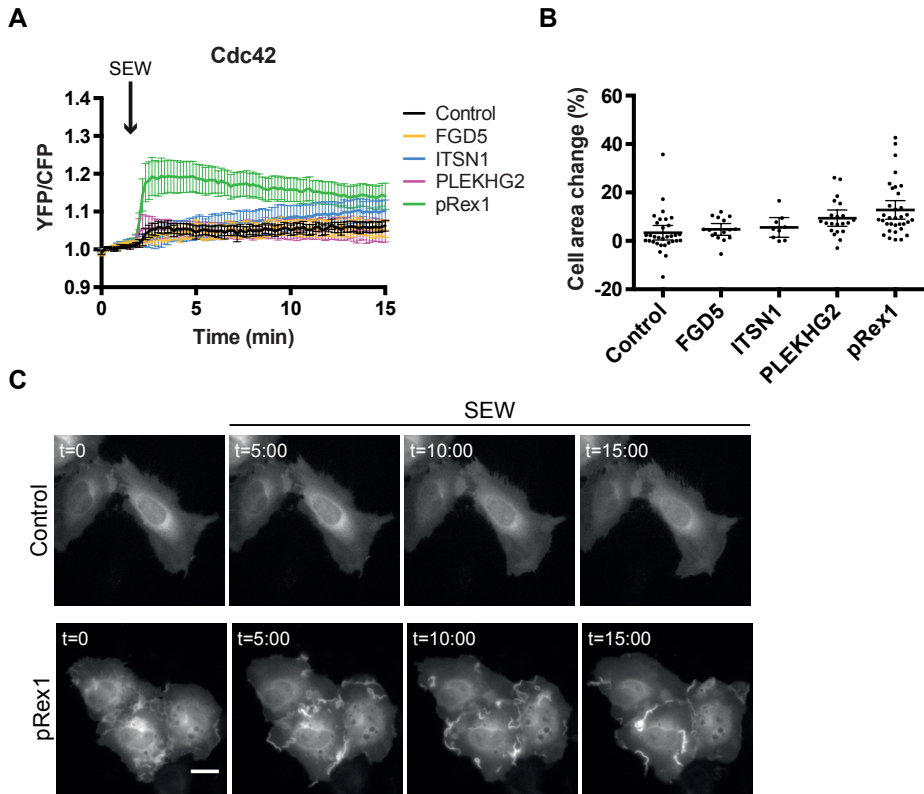 A
Cdc42
SEW
1.4
1.3
1.2
1.1
1.0
0.9
YFP/CFP
0
5
10
15
Time (min)
Control
FGD5
ITSN1
PLEKHG2
pRex1
B
60
40
20
0
-20
Cell area change (%)
Control
FGD5
ITSN1
PLEKHG2
pRex1
C
SEW
Control
t=0
t=5:00
t=10:00
t=15:00
pRex1
t=0
t=5:00
t=10:00
t=15:00